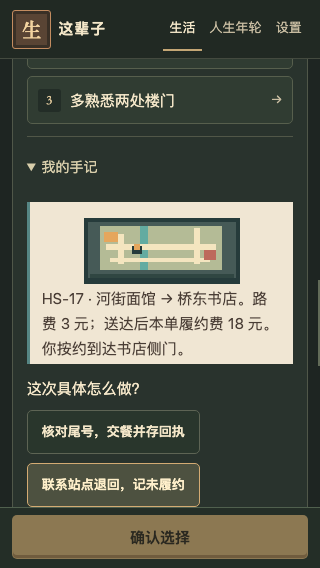 生 这辈子 生活 人生年轮 设置
3 多熟悉两处楼门 →
▼ 我的手记
HS-17 · 河街面馆 → 桥东书店。路
费 3 元；送达后本单履约费 18 元。
你按约到达书店侧门。
这次具体怎么做？
核对尾号，交餐并存回执
联系站点退回，记未履约
确认选择